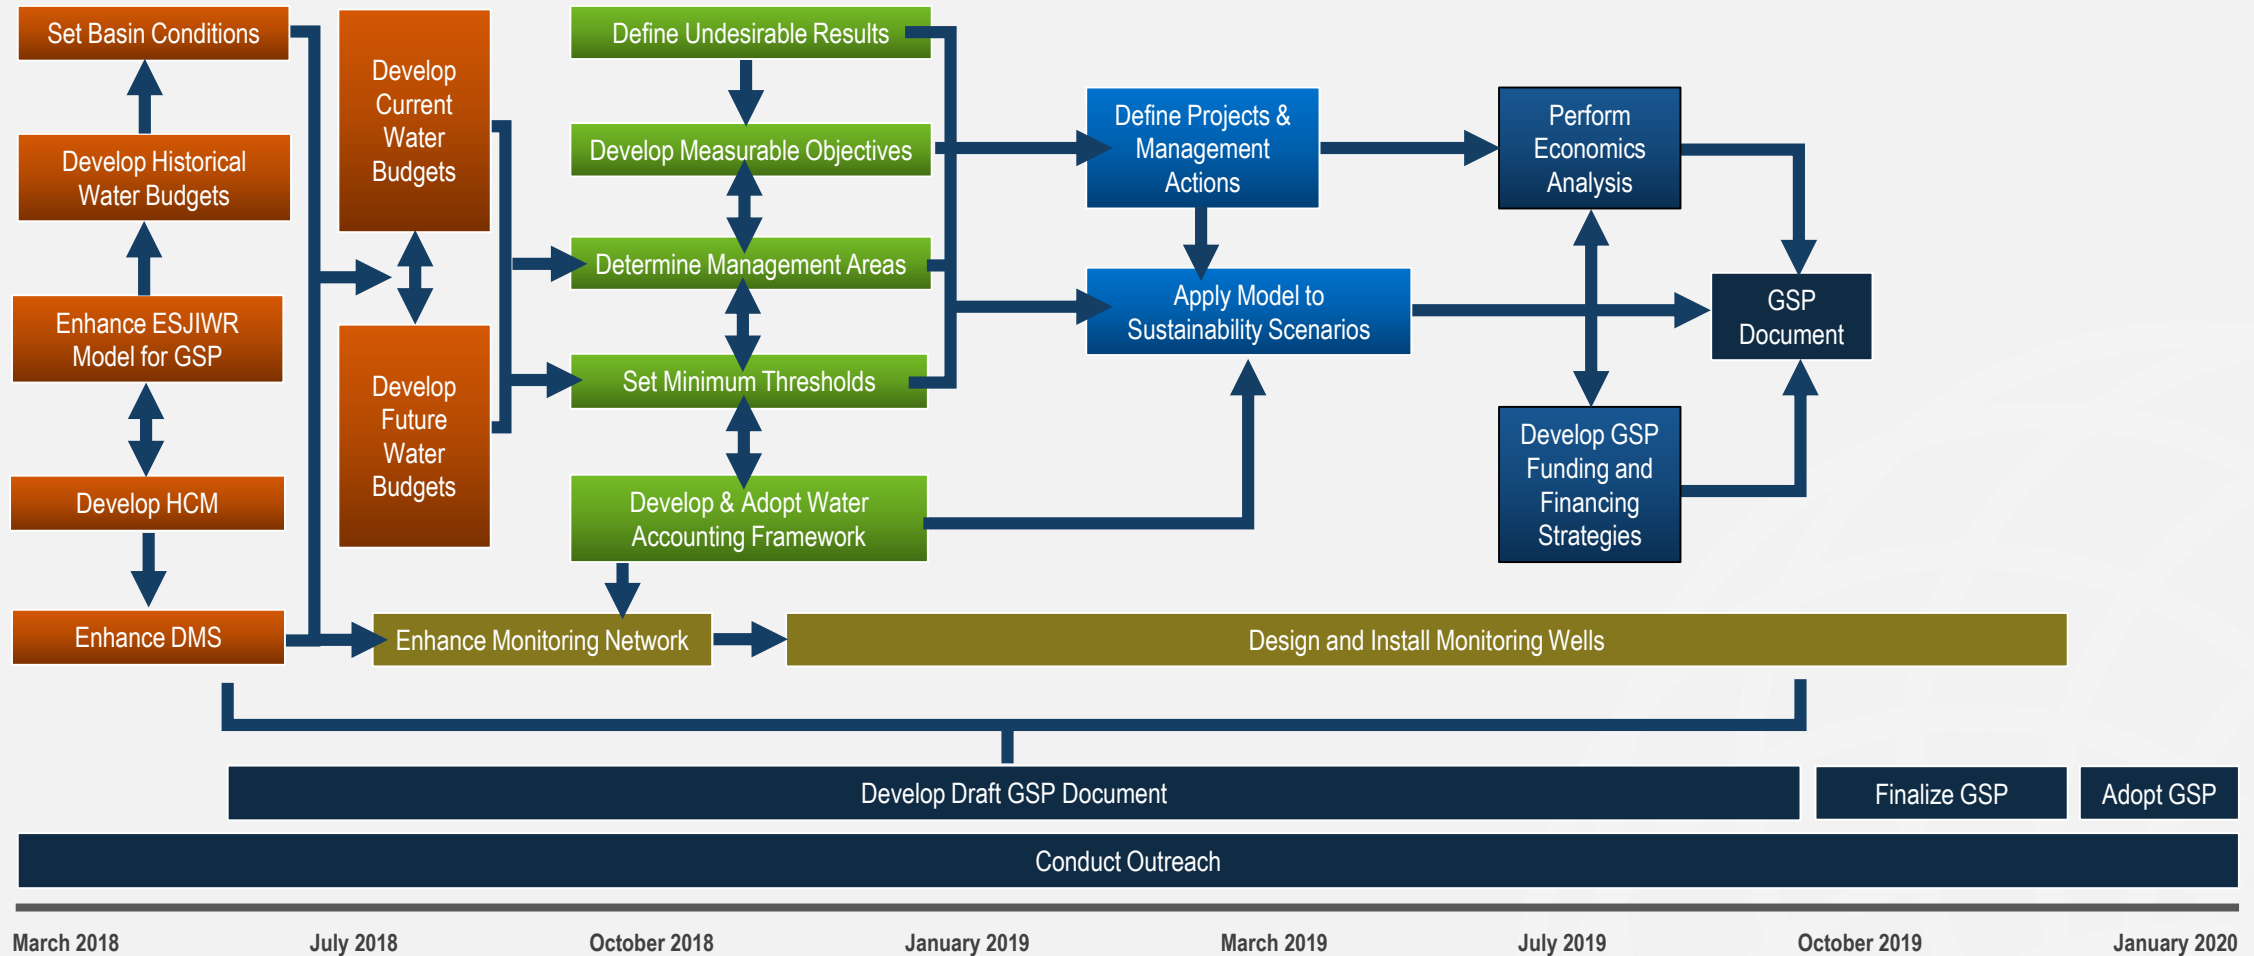 Set Basin Conditions
Develop Historical
Water Budgets
Enhance ESJIWR
Model for GSP
Develop HCM
Enhance DMS
Develop
Current
Water
Budgets
Develop
Future
Water
Budgets
Define Undesirable Results
Develop Measurable Objectives
Determine Management Areas
Set Minimum Thresholds
Develop & Adopt Water
Accounting Framework
Enhance Monitoring Network
Design and Install Monitoring Wells
Define Projects &
Management
Actions
Apply Model to
Sustainability Scenarios
Perform
Economics
Analysis
Develop GSP
Funding and
Financing
Strategies
GSP
Document
Develop Draft GSP Document
Finalize GSP
Adopt GSP
Conduct Outreach
March 2018
July 2018
October 2018
January 2019
March 2019
July 2019
October 2019
January 2020